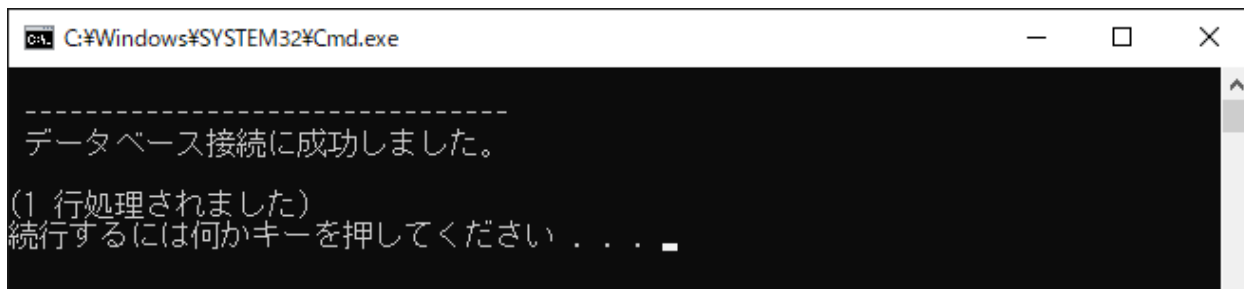 C:¥Windows¥SYSTEM32¥Cmd.exe
--------------------------------
データベース接続に成功しました。
(1 行処理されました)
続行するには何かキーを押してください . . .